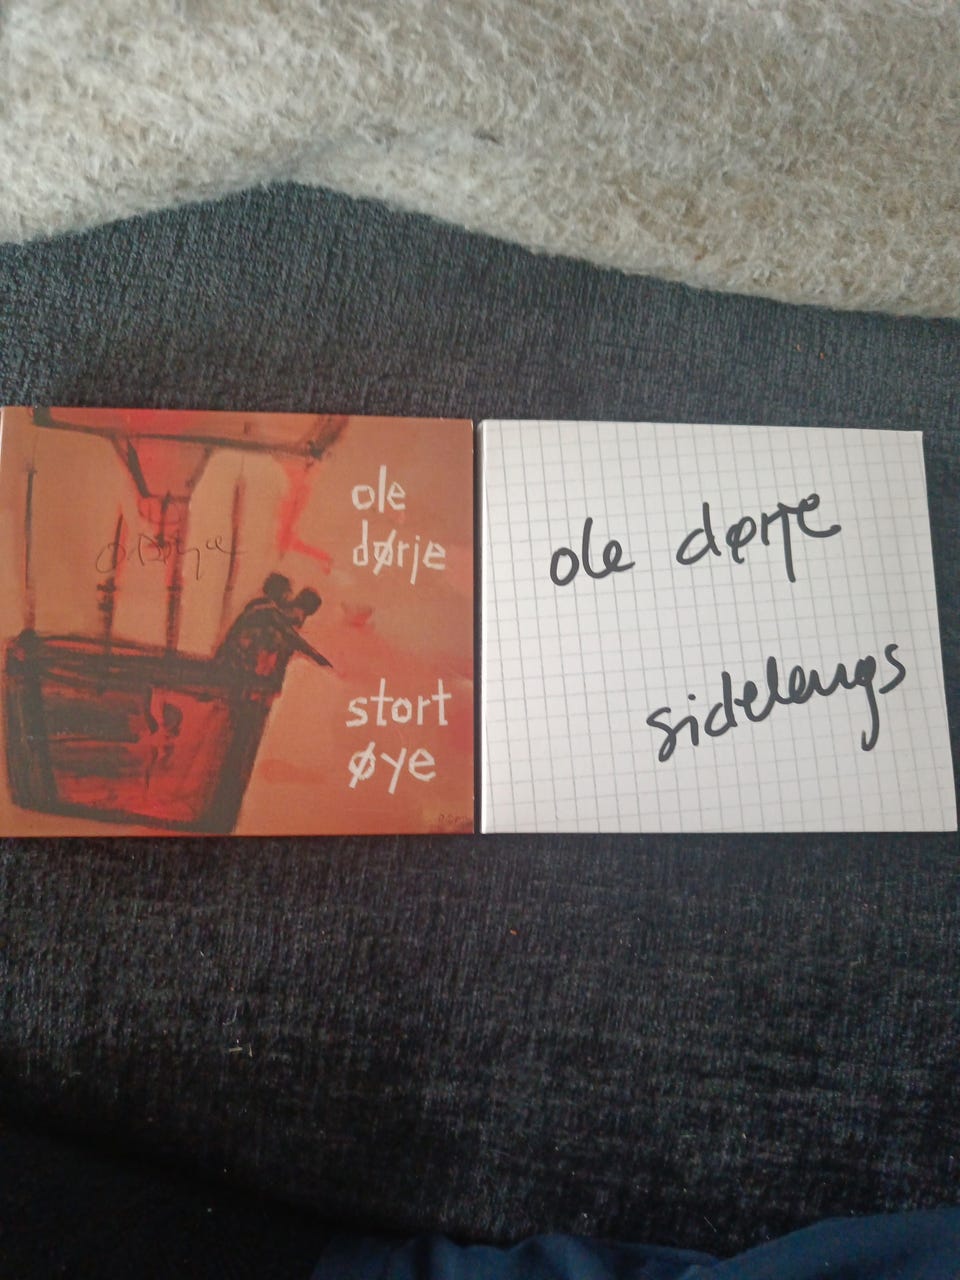 ole
dørje
stort
øye
ole dørje
sidelengs